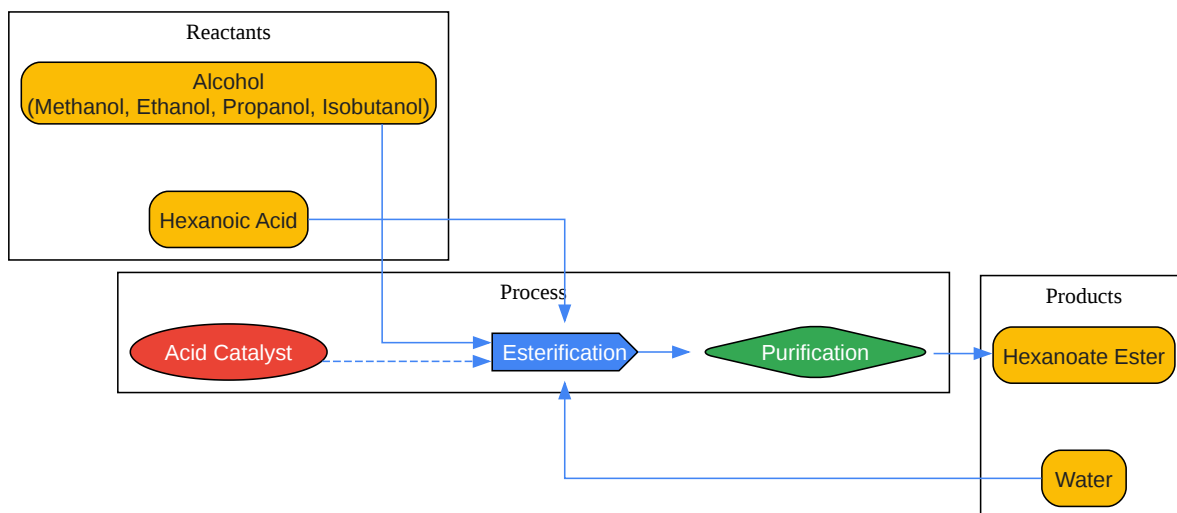 Reactants
Alcohol
(Methanol, Ethanol, Propanol, Isobutanol)
Hexanoic Acid
Process
Acid Catalyst
Esterification
Purification
Products
Hexanoate Ester
Water